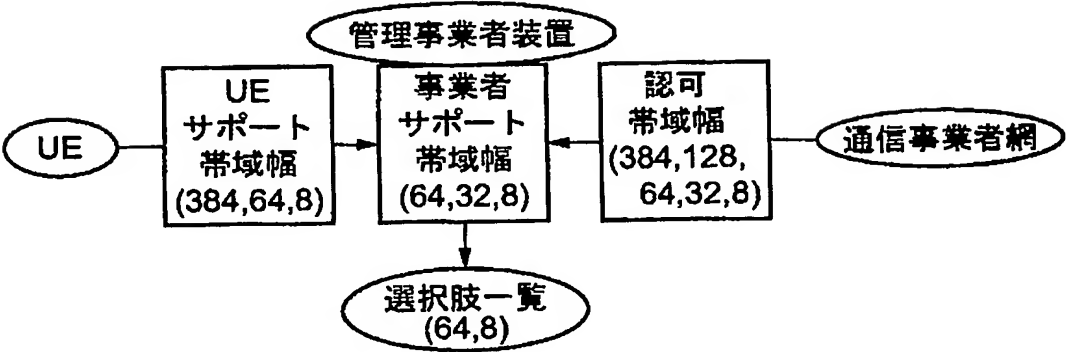 管理事業者装置
UE
UE
サポート
帯域幅
(384,64,8)
事業者
サポート
帯域幅
(64,32,8)
認可
帯域幅
(384,128,
64,32,8)
通信事業者網
選択肢一覧
(64,8)